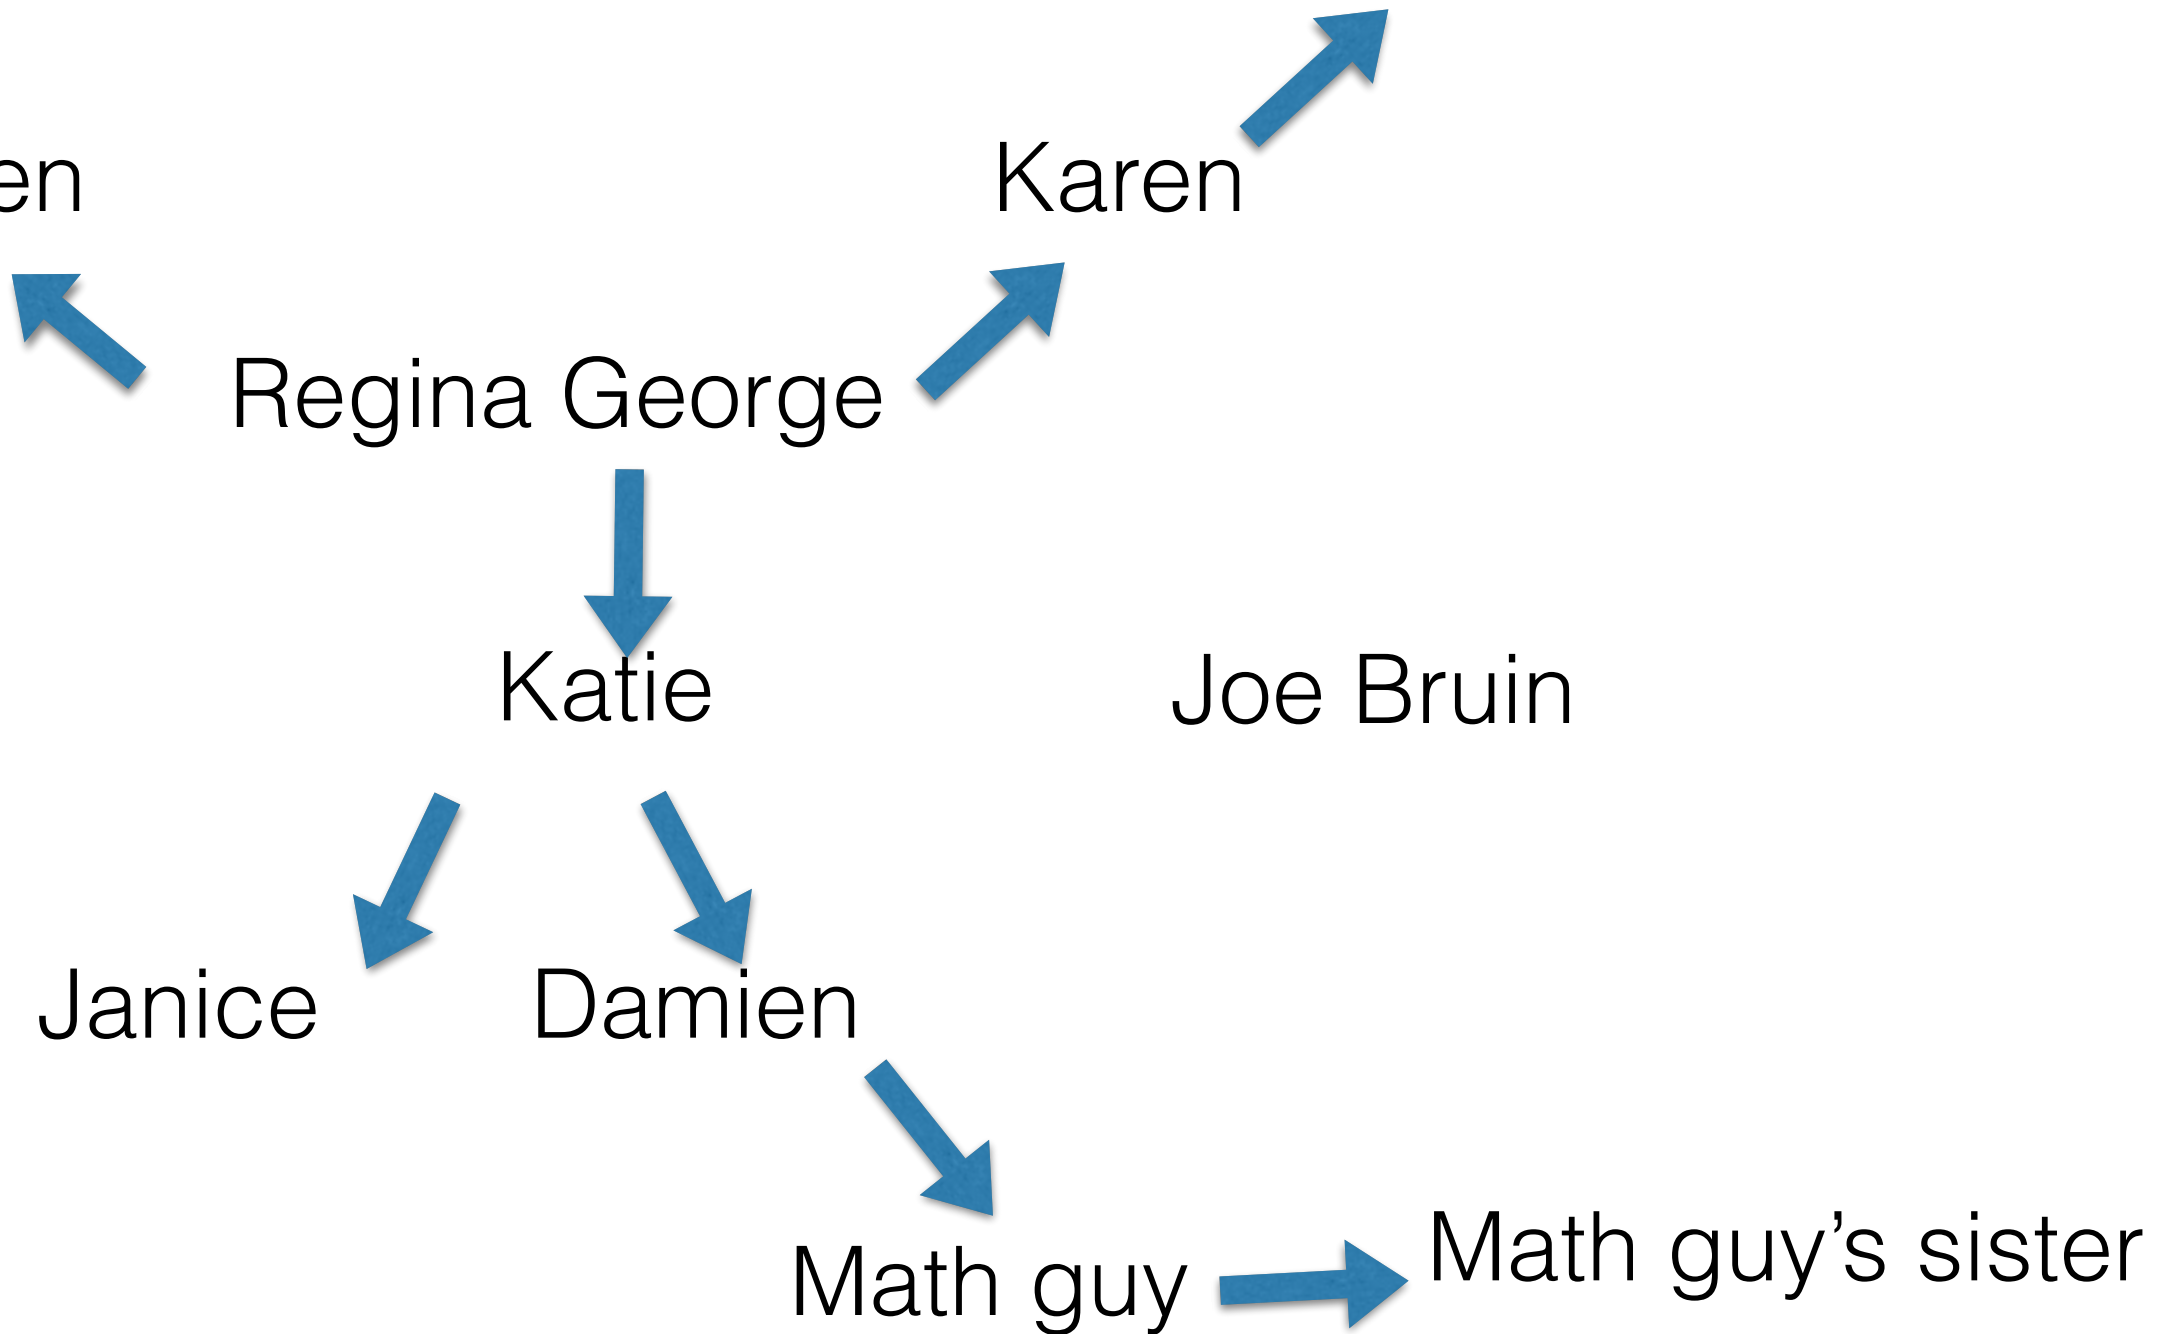 en
Karen
Regina George
Katie
Joe Bruin
Janice
Damien
Math guy
Math guy’s sister